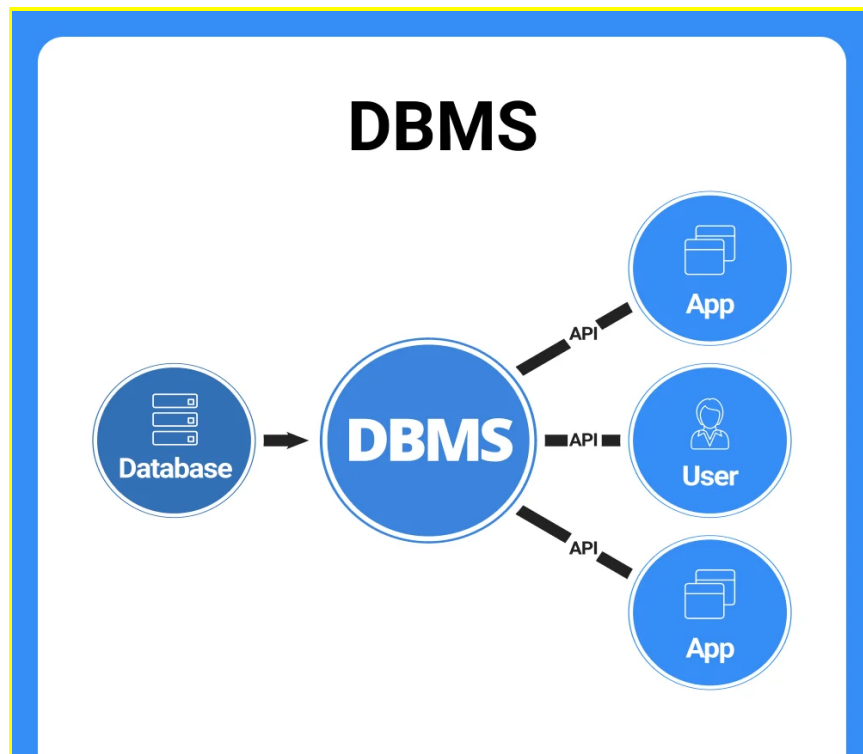 DBMS
App
API
Database
DBMS
API
User
API
App